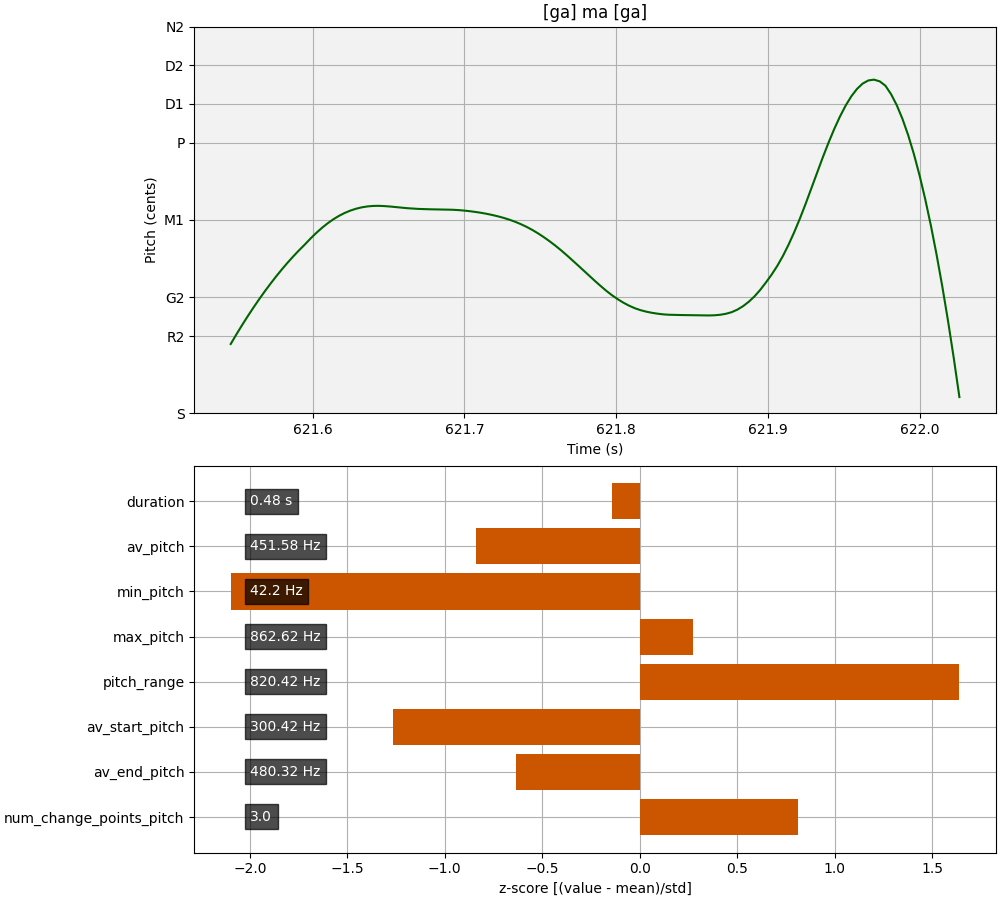 [ga] ma [ga]
N2
D2
D1
P
M1
G2
R2
S
Pitch (cents)
621.6 621.7 621.8 621.9 622.0
Time (s)
duration 0.48 s
av_pitch 451.58 Hz
min_pitch 42.2 Hz
max_pitch 862.62 Hz
pitch_range 820.42 Hz
av_start_pitch 300.42 Hz
av_end_pitch 480.32 Hz
num_change_points_pitch 3.0
−2.0 −1.5 −1.0 −0.5 0.0 0.5 1.0 1.5
z-score [(value - mean)/std]